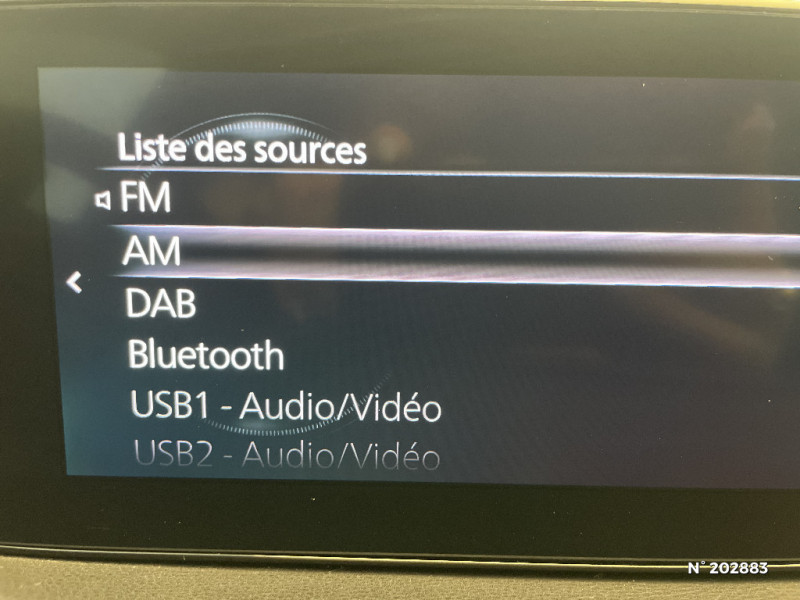 Liste des sources
FM
AM
DAB
Bluetooth
USB1 - Audio/Vidéo
USB2 - Audio/Vidéo
N° 202883